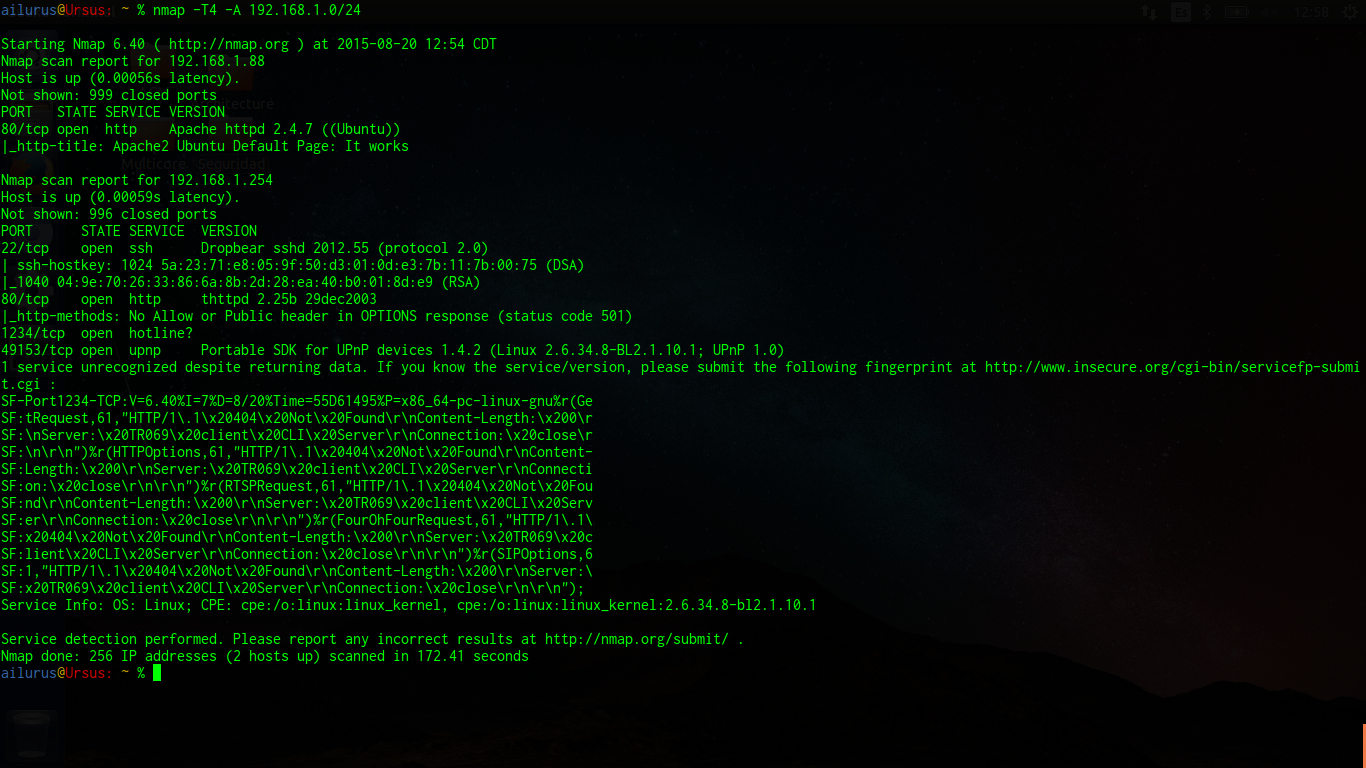 ailurus@Ursus: ~ % nmap -T4 -A 192.168.1.0/24
12:58
Starting Nmap 6.40 ( http://nmap.org ) at 2015-08-20 12:54 CDT
Nmap scan report for 192.168.1.88
Host is up (0.00056s latency).
Not shown: 999 closed ports
PORT   STATE SERVICE VERSION
80/tcp open  http    Apache httpd 2.4.7 ((Ubuntu))
|_http-title: Apache2 Ubuntu Default Page: It works
Multicore Seguridad
Nmap scan report for 192.168.1.254
Host is up (0.00059s latency).
Not shown: 996 closed ports
PORT      STATE SERVICE  VERSION
22/tcp    open  ssh      Dropbear sshd 2012.55 (protocol 2.0)
| ssh-hostkey: 1024 5a:23:71:e8:05:9f:50:d3:01:0d:e3:7b:11:7b:00:75 (DSA)
|_1040 04:9e:70:26:33:86:6a:8b:2d:28:ea:40:b0:01:8d:e9 (RSA)
80/tcp    open  http     thttpd 2.25b 29dec2003
|_http-methods: No Allow or Public header in OPTIONS response (status code 501)
1234/tcp  open  hotline?
49153/tcp open  upnp     Portable SDK for UPnP devices 1.4.2 (Linux 2.6.34.8-BL2.1.10.1; UPnP 1.0)
1 service unrecognized despite returning data. If you know the service/version, please submit the following fingerprint at http://www.insecure.org/cgi-bin/servicefp-submi
t.cgi :
SF-Port1234-TCP:V=6.40%I=7%D=8/20%Time=55D61495%P=x86_64-pc-linux-gnu%r(Ge
SF:tRequest,61,"HTTP/1\.1\x20404\x20Not\x20Found\r\nContent-Length:\x200\r
SF:\nServer:\x20TR069\x20client\x20CLI\x20Server\r\nConnection:\x20close\r
SF:\n\r\n")%r(HTTPOptions,61,"HTTP/1\.1\x20404\x20Not\x20Found\r\nContent-
SF:Length:\x200\r\nServer:\x20TR069\x20client\x20CLI\x20Server\r\nConnecti
SF:on:\x20close\r\n\r\n")%r(RTSPRequest,61,"HTTP/1\.1\x20404\x20Not\x20Fou
SF:nd\r\nContent-Length:\x200\r\nServer:\x20TR069\x20client\x20CLI\x20Serv
SF:er\r\nConnection:\x20close\r\n\r\n")%r(FourOhFourRequest,61,"HTTP/1\.1\
SF:x20404\x20Not\x20Found\r\nContent-Length:\x200\r\nServer:\x20TR069\x20c
SF:lient\x20CLI\x20Server\r\nConnection:\x20close\r\n\r\n")%r(SIPOptions,6
SF:1,"HTTP/1\.1\x20404\x20Not\x20Found\r\nContent-Length:\x200\r\nServer:\
SF:x20TR069\x20client\x20CLI\x20Server\r\nConnection:\x20close\r\n\r\n");
Service Info: OS: Linux; CPE: cpe:/o:linux:linux_kernel, cpe:/o:linux:linux_kernel:2.6.34.8-bl2.1.10.1
Service detection performed. Please report any incorrect results at http://nmap.org/submit/ .
Nmap done: 256 IP addresses (2 hosts up) scanned in 172.41 seconds
ailurus@Ursus: ~ %